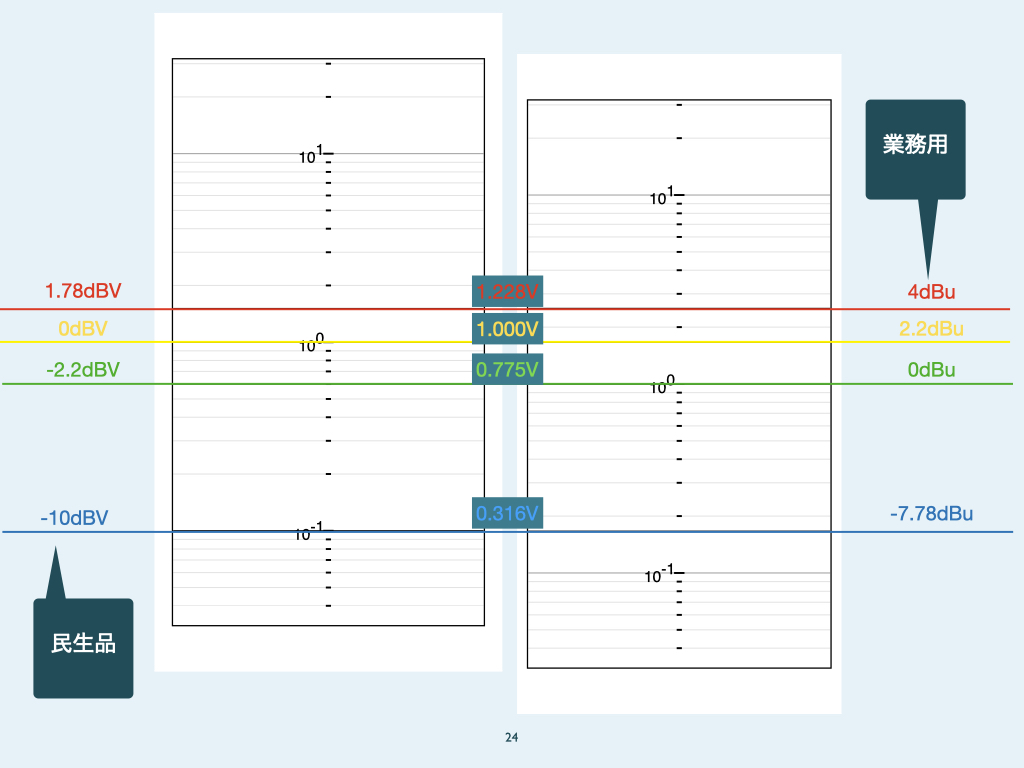 業務用
10^1
10^1
1.78dBV
1.228V
4dBu
0dBV
1.000V
2.2dBu
10^0
-2.2dBV
0.775V
0dBu
10^0
-10dBV
0.316V
-7.78dBu
10^-1
10^-1
民生品
24